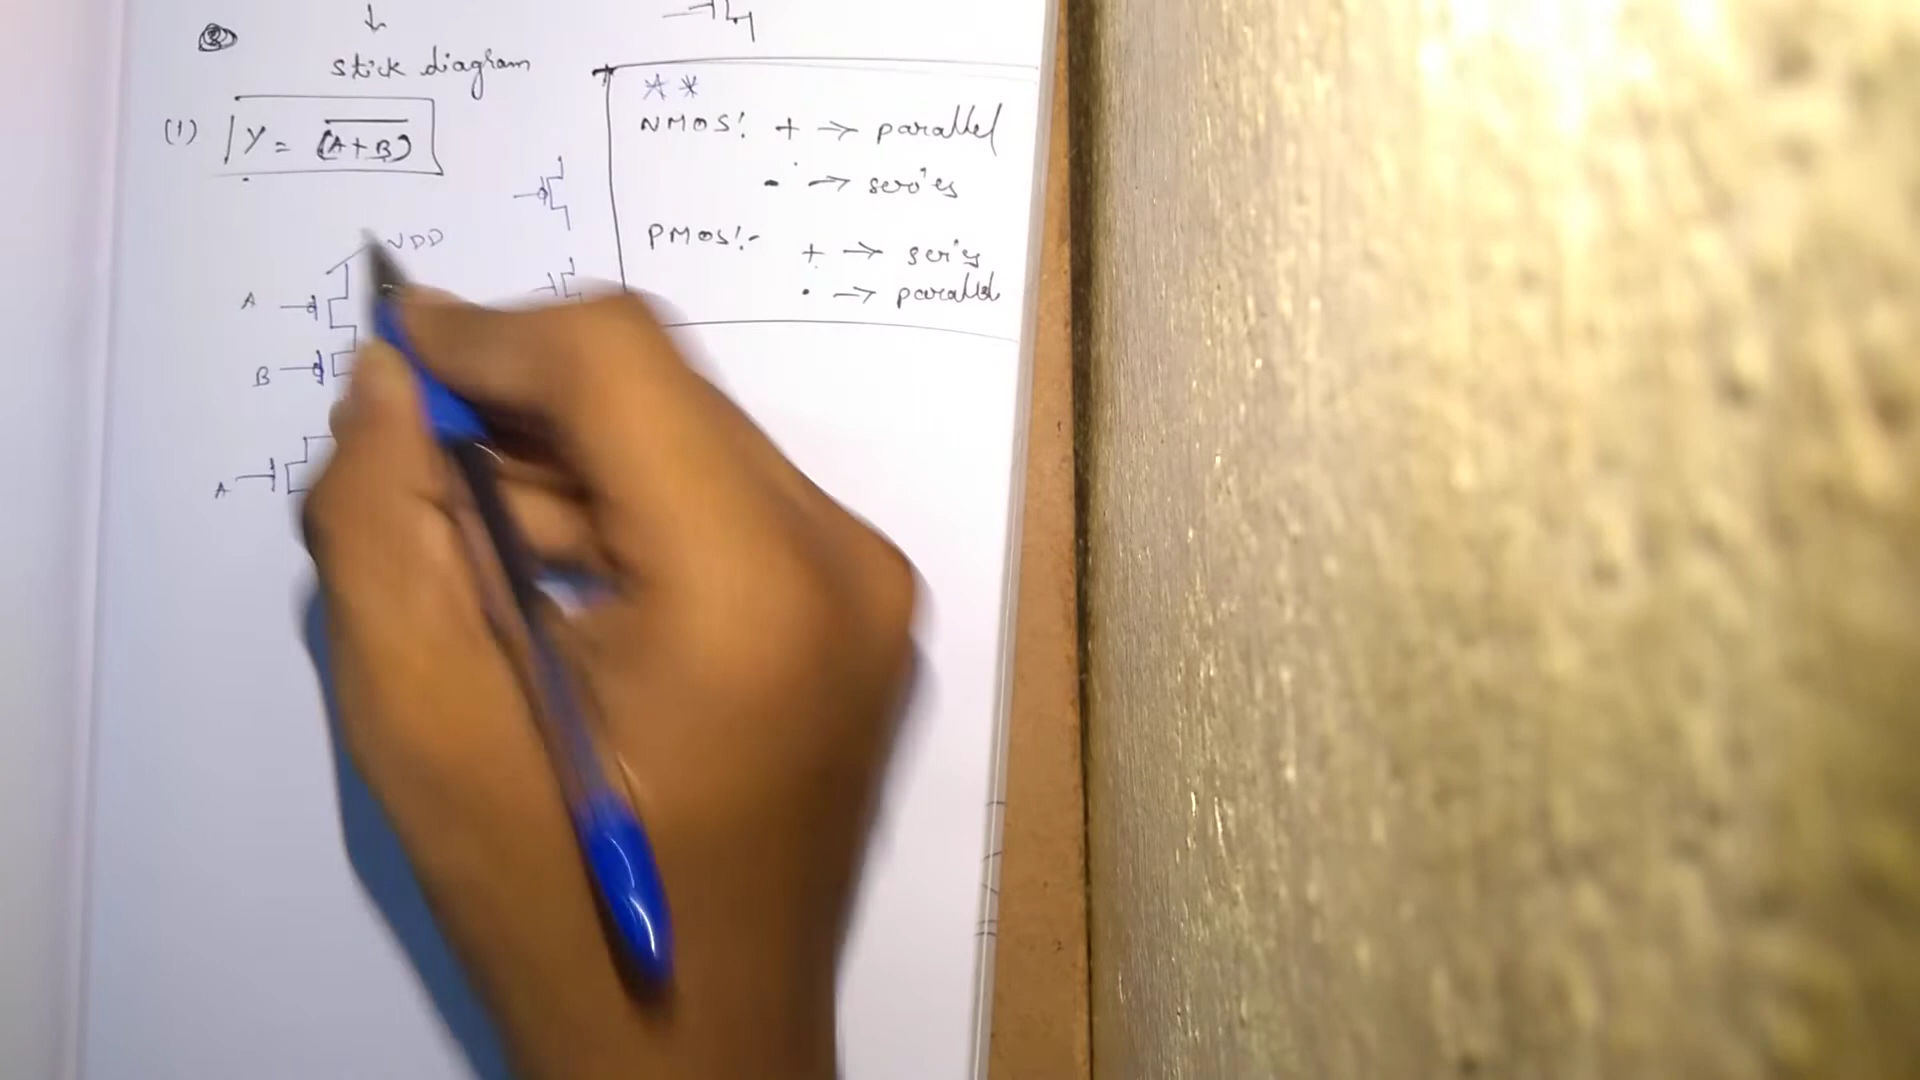 stick diagram
(1) Y = (A+B)
**
NMOS: + → parallel
· → series
PMOS:- + → series
· → parallel
VDD
A
B
A